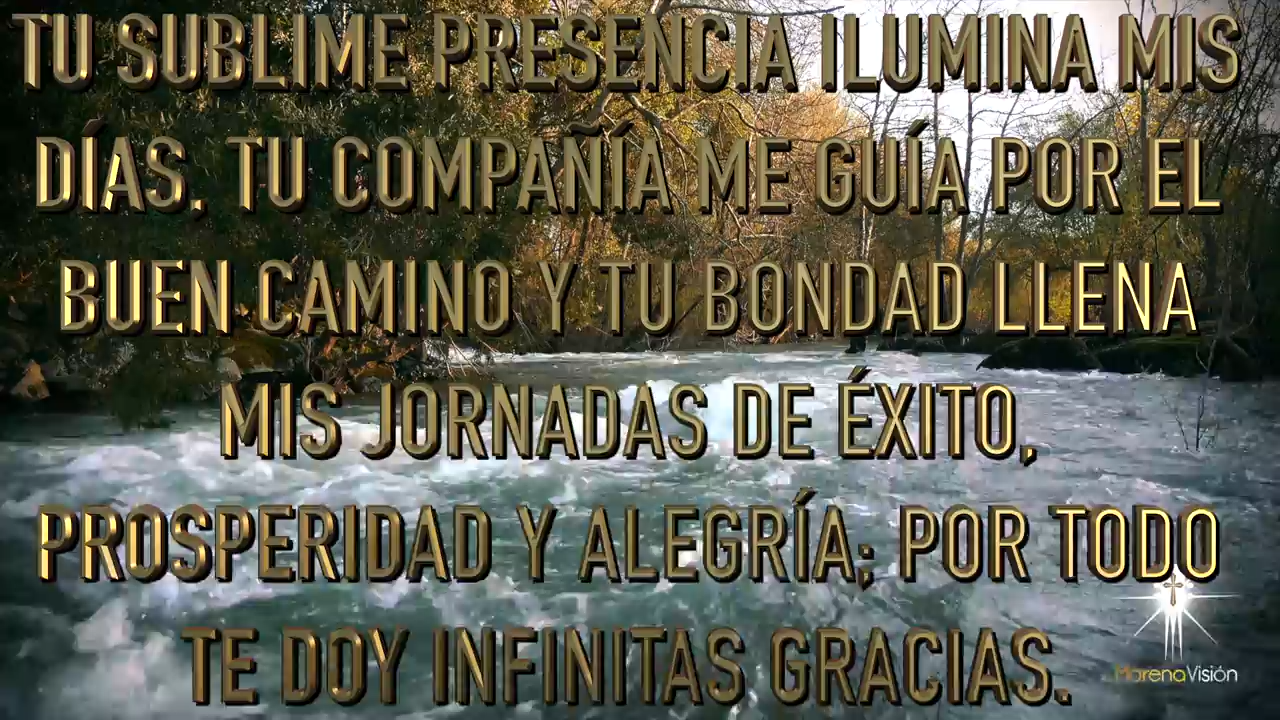 TU SUBLIME PRESENCIA ILUMINA MIS
DÍAS, TU COMPAÑÍA ME GUÍA POR EL
BUEN CAMINO Y TU BONDAD LLENA
MIS JORNADAS DE ÉXITO,
PROSPERIDAD Y ALEGRÍA; POR TODO
TE DOY INFINITAS GRACIAS.
MorenaVisión